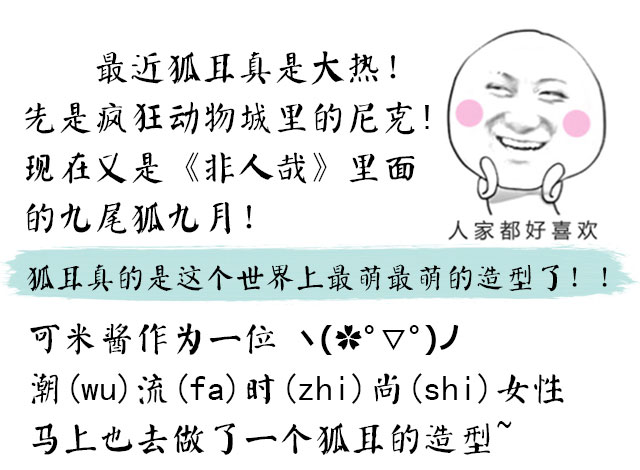 最近狐耳真是大热！
先是疯狂动物城里的尼克！
现在又是《非人哉》里面
的九尾狐九月！
人家都好喜欢
狐耳真的是这个世界上最萌最萌的造型了！！
可米酱作为一位 ヽ(✿ﾟ▽ﾟ)ノ
潮(wu)流(fa)时(zhi)尚(shi)女性
马上也去做了一个狐耳的造型~